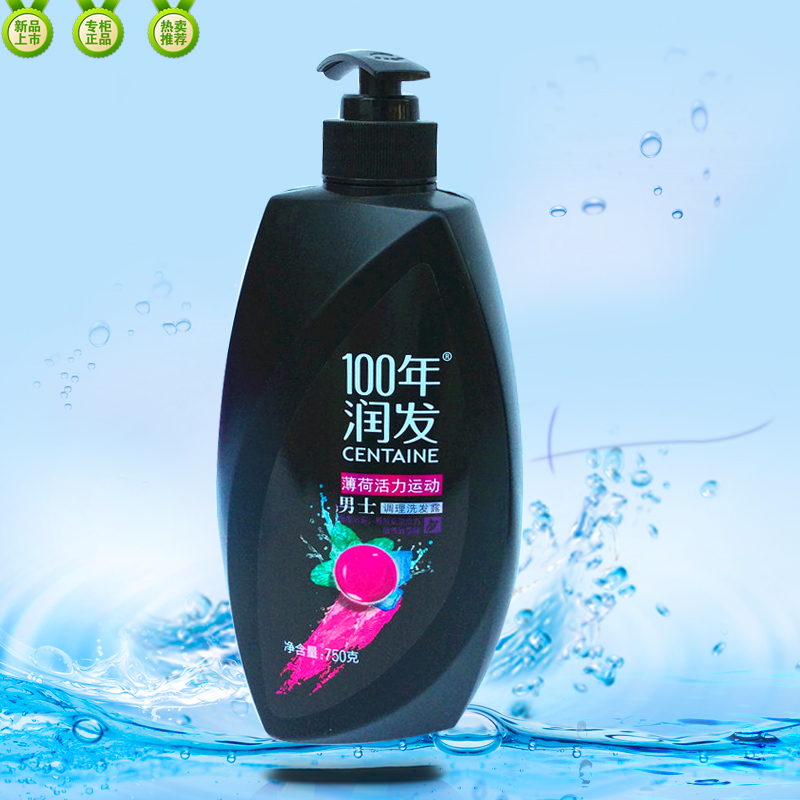 新品
上市
专柜
正品
热卖
推荐
100年®
润发
CENTAINE
薄荷活力运动
男士 调理洗发露
净含量:750克